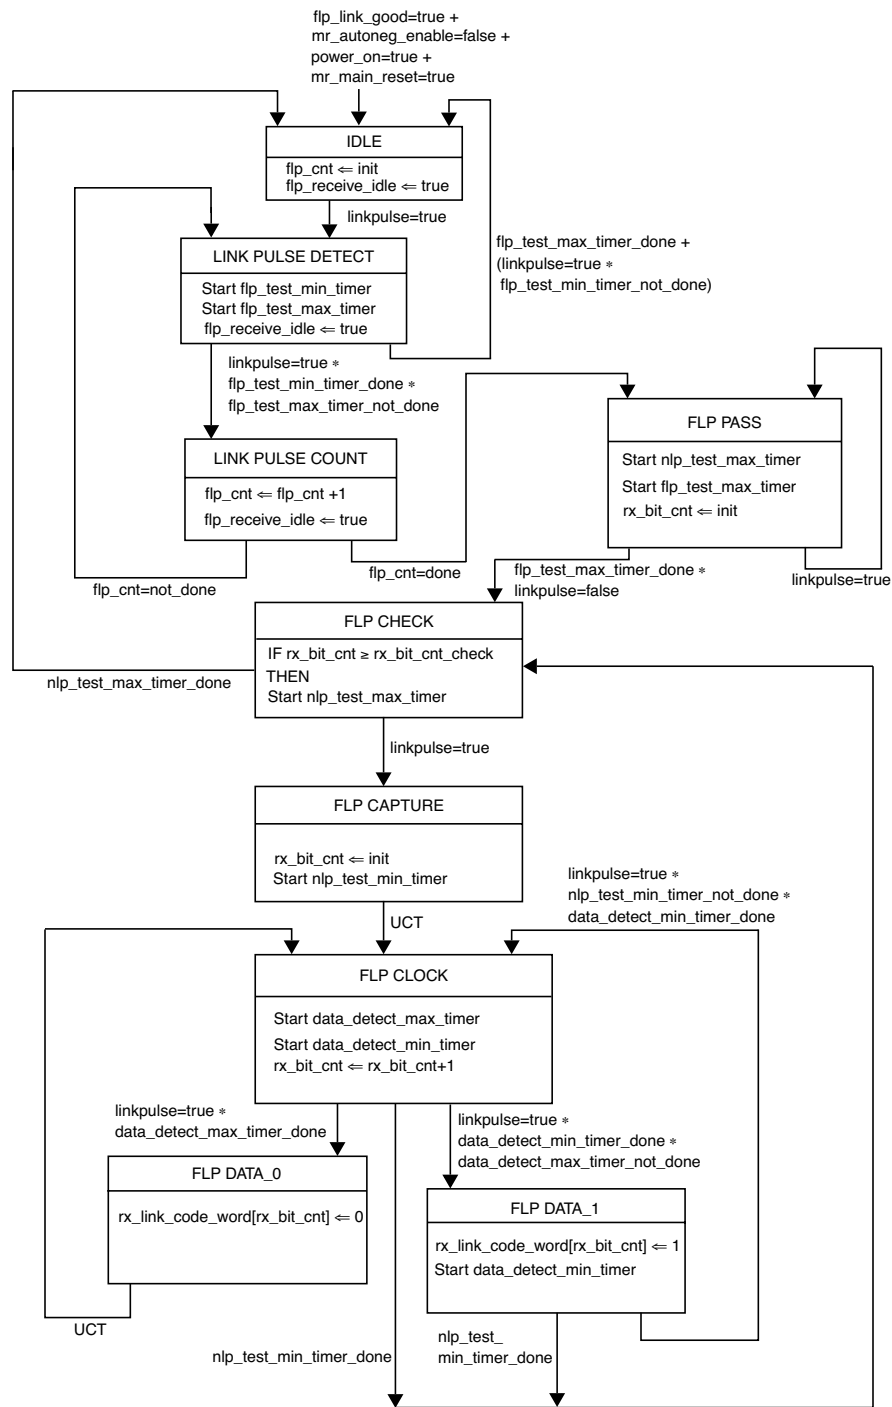 flp_link_good=true +
mr_autoneg_enable=false +
power_on=true +
mr_main_reset=true
IDLE
flp_cnt ⇐ init
flp_receive_idle ⇐ true
linkpulse=true
flp_test_max_timer_done +
(linkpulse=true *
flp_test_min_timer_not_done)
LINK PULSE DETECT
Start flp_test_min_timer
Start flp_test_max_timer
flp_receive_idle ⇐ true
linkpulse=true *
flp_test_min_timer_done *
flp_test_max_timer_not_done
FLP PASS
Start nlp_test_max_timer
Start flp_test_max_timer
rx_bit_cnt ⇐ init
LINK PULSE COUNT
flp_cnt ⇐ flp_cnt +1
flp_receive_idle ⇐ true
flp_cnt=not_done
flp_cnt=done
flp_test_max_timer_done *
linkpulse=false
linkpulse=true
FLP CHECK
IF rx_bit_cnt ≥ rx_bit_cnt_check
THEN
Start nlp_test_max_timer
nlp_test_max_timer_done
linkpulse=true
FLP CAPTURE
rx_bit_cnt ⇐ init
Start nlp_test_min_timer
UCT
linkpulse=true *
nlp_test_min_timer_not_done *
data_detect_min_timer_done
FLP CLOCK
Start data_detect_max_timer
Start data_detect_min_timer
rx_bit_cnt ⇐ rx_bit_cnt+1
linkpulse=true *
data_detect_max_timer_done
linkpulse=true *
data_detect_min_timer_done *
data_detect_max_timer_not_done
FLP DATA_0
rx_link_code_word[rx_bit_cnt] ⇐ 0
FLP DATA_1
rx_link_code_word[rx_bit_cnt] ⇐ 1
Start data_detect_min_timer
UCT
nlp_test_min_timer_done
nlp_test_
min_timer_done